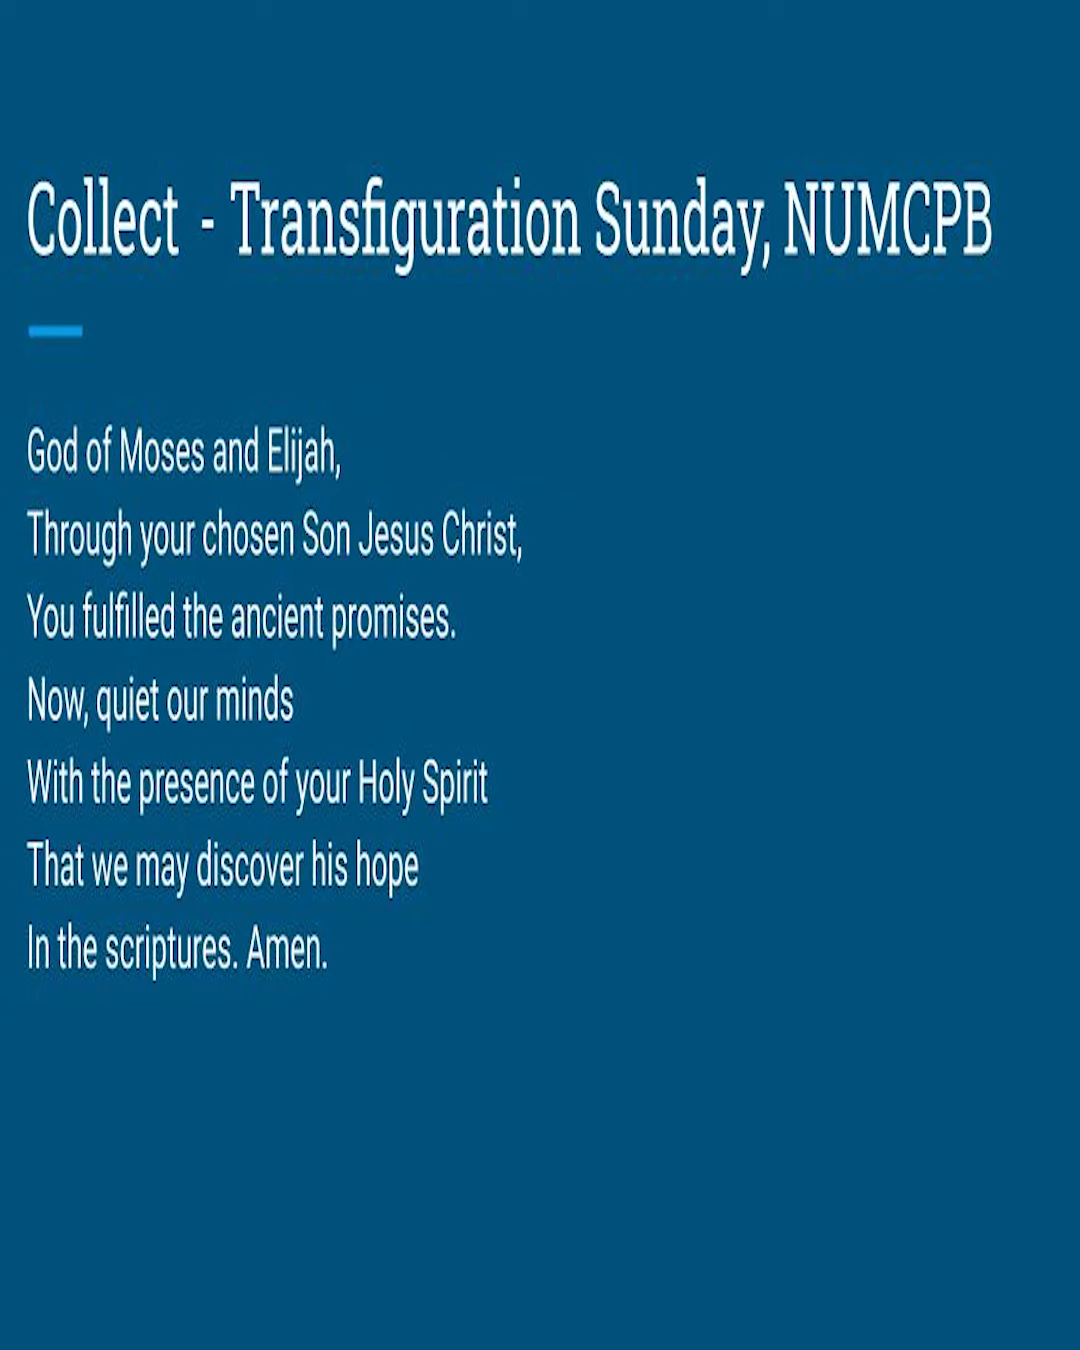 Collect - Transfiguration Sunday, NUMCPB
God of Moses and Elijah,
Through your chosen Son Jesus Christ,
You fulfilled the ancient promises.
Now, quiet our minds
With the presence of your Holy Spirit
That we may discover his hope
In the scriptures. Amen.